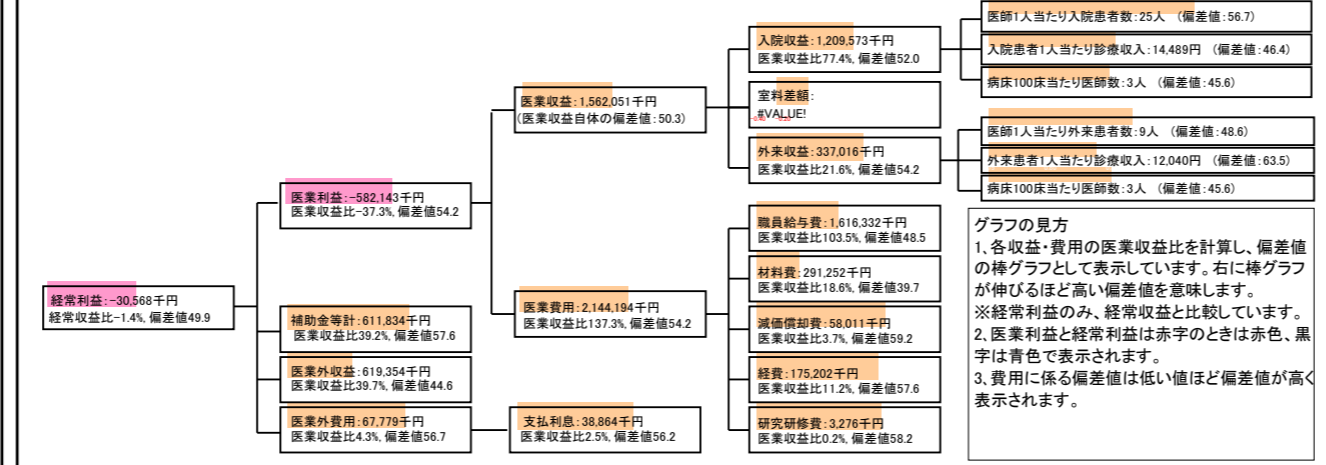 経常利益:-30,568千円
経常収支比-1.4%, 偏差値49.9
医業利益:-582,143千円
医業収益比-37.3%, 偏差値54.2
補助金等計:611,834千円
医業収益比39.2%, 偏差値57.6
医業外収益:619,354千円
医業収益比39.7%, 偏差値44.6
医業外費用:67,779千円
医業収益比4.3%, 偏差値56.7
支払利息:38,864千円
医業収益比2.5%, 偏差値56.2
医業収益:1,562,051千円
(医業収益自体の偏差値:50.3)
医業費用:2,144,194千円
医業収益比137.3%, 偏差値54.2
入院収益:1,209,573千円
医業収益比77.4%, 偏差値52.0
室料差額:
#VALUE!
外来収益:337,016千円
医業収益比21.6%, 偏差値54.2
職員給与費:1,616,332千円
医業収益比103.5%, 偏差値48.5
材料費:291,252千円
医業収益比18.6%, 偏差値39.7
減価償却費:58,011千円
医業収益比3.7%, 偏差値59.2
経費:175,202千円
医業収益比11.2%, 偏差値57.6
研究研修費:3,276千円
医業収益比0.2%, 偏差値58.2
医師1人当たり入院患者数:25人 (偏差値:56.7)
入院患者1人当たり診療収入:14,489円 (偏差値:46.4)
病床100床当たり医師数:3人 (偏差値:45.6)
医師1人当たり外来患者数:9人 (偏差値:48.6)
外来患者1人当たり診療収入:12,040円 (偏差値:63.5)
病床100床当たり医師数:3人 (偏差値:45.6)
グラフの見方
1、各収益・費用の医業収益比を計算し、偏差値
の棒グラフとして表示しています。右に棒グラフ
が伸びるほど高い偏差値を意味します。
※経常利益のみ、経常収益と比較しています。
2、医業利益と経常利益は赤字のときは赤色、黒
字は青色で表示されます。
3、費用に係る偏差値は低い値ほど偏差値が高く
表示されます。